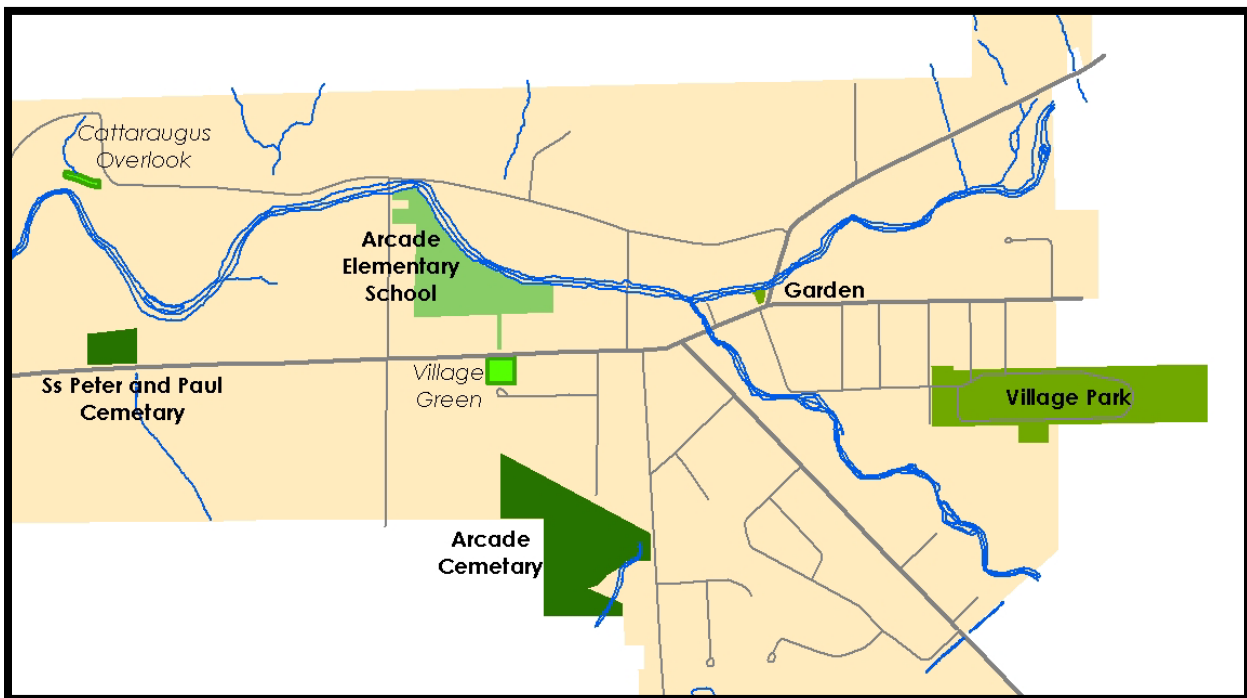 Cattaraugus
Overlook
Arcade
Elementary
School
Garden
Ss Peter and Paul
Cemetary
Village
Green
Village Park
Arcade
Cemetary